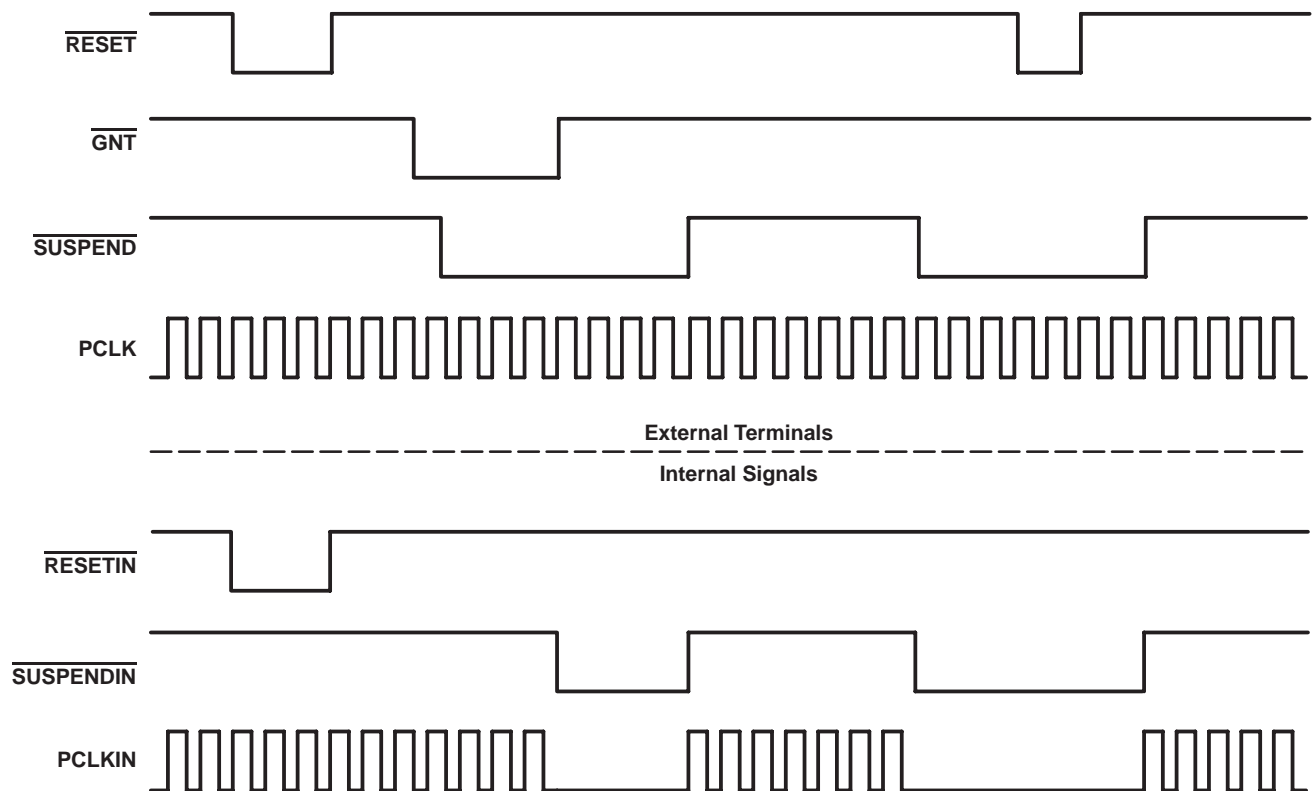 RESET
GNT
SUSPEND
PCLK
External Terminals
Internal Signals
RESETIN
SUSPENDIN
PCLKIN